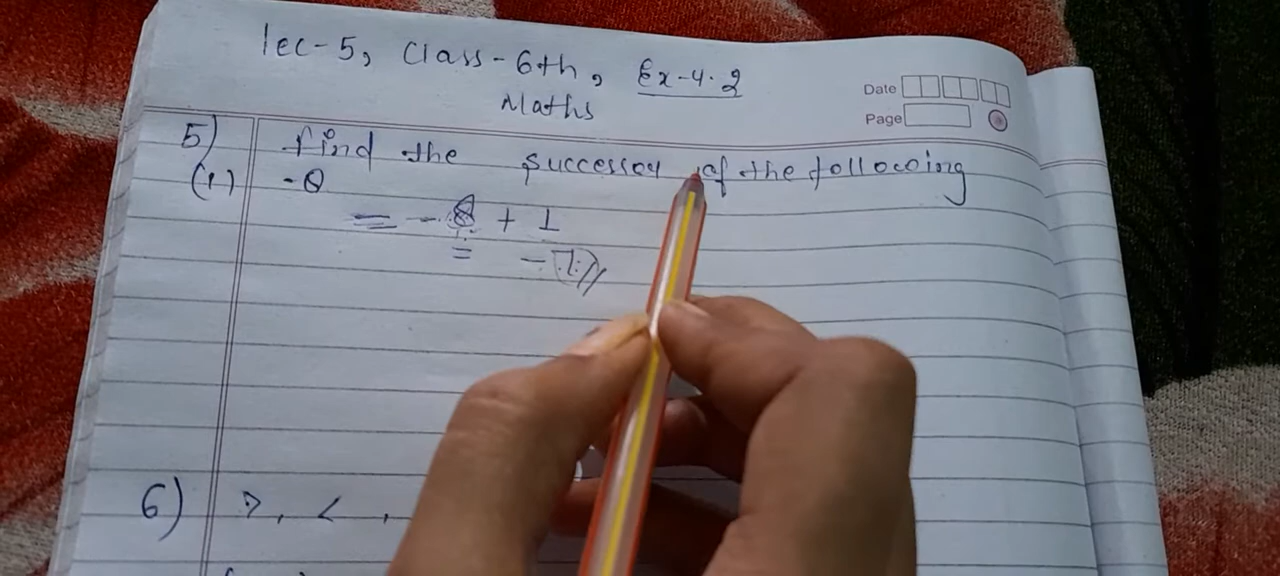 lec-5, Class-6th, Ex-4.2
Maths
Date
Page
5) find the successor of the following
(1) -8
= -8 + 1
= -7
6) >, < ,